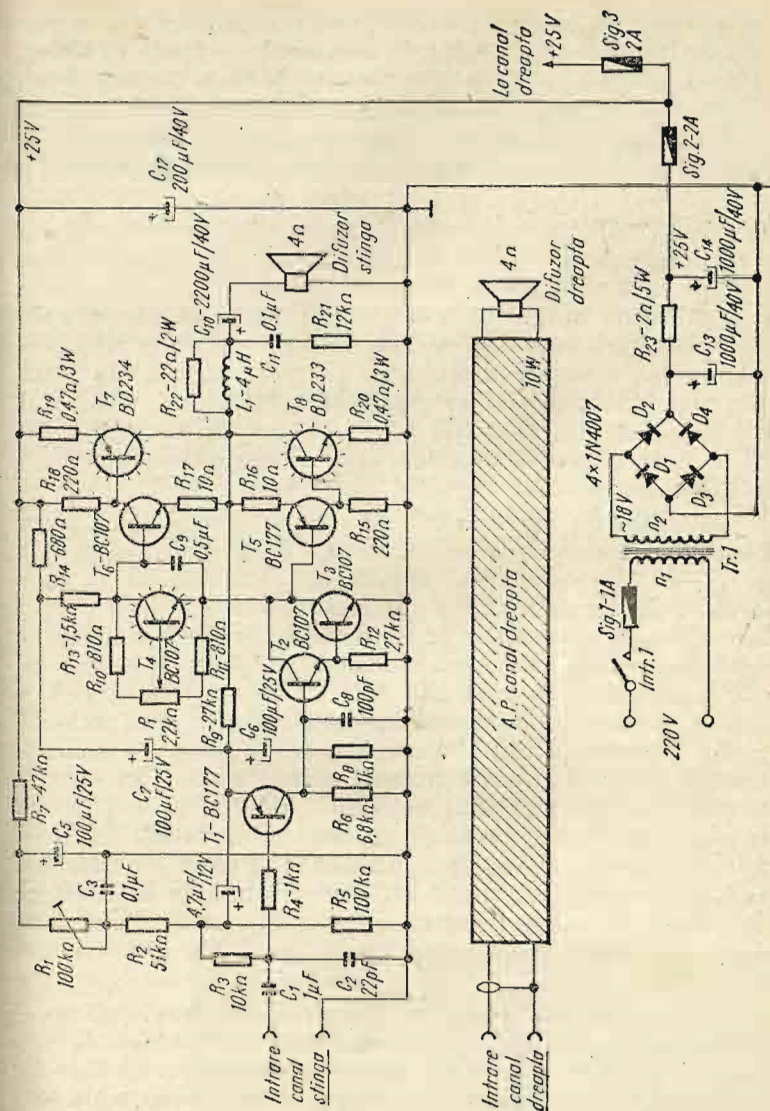 +25V
R1
100kΩ
R2
51kΩ
R3
10kΩ
C1
1μF
C2
22pF
Intrare
canal
stînga
C3
0,1μF
C5
100μF/25V
R7-47kΩ
4,7μF/12V
R4-1kΩ
R5
100kΩ
T1-BC177
R6
6,8kΩ
R8
1kΩ
C6
100μF/25V
C7
100μF/25V
C8
100pF
R9-27kΩ
P1
2,2kΩ
R10-810Ω
R11-810Ω
R13-1,5kΩ
R14-680Ω
T4
BC107
C9
0,5μF
T2
BC107
T3
BC107
R12
2,7kΩ
T6-BC107
T5
BC177
R15
220Ω
R16
10Ω
R17
10Ω
R18
220Ω
R19
0,47Ω/3W
T7
BD234
T8
BD233
R20
0,47Ω/3W
R22-22Ω/2W
L1-4μH
C10-2200μF/40V
C11
0,1μF
R21
12kΩ
4Ω
Difuzor
stînga
C12
200μF/40V
Intrare
canal
dreapta
A.P. canal dreapta
10W
4Ω
Difuzor
dreapta
La canal
dreapta
+25V
Sig.3
2A
Sig.2-2A
220V
Intr.1
Sig.1-1A
n1
n2
Tr.1
~18V
4×1N4007
D1
D2
D3
D4
C13
1000μF/40V
R23-2Ω/5W
+25V
C14
1000μF/40V